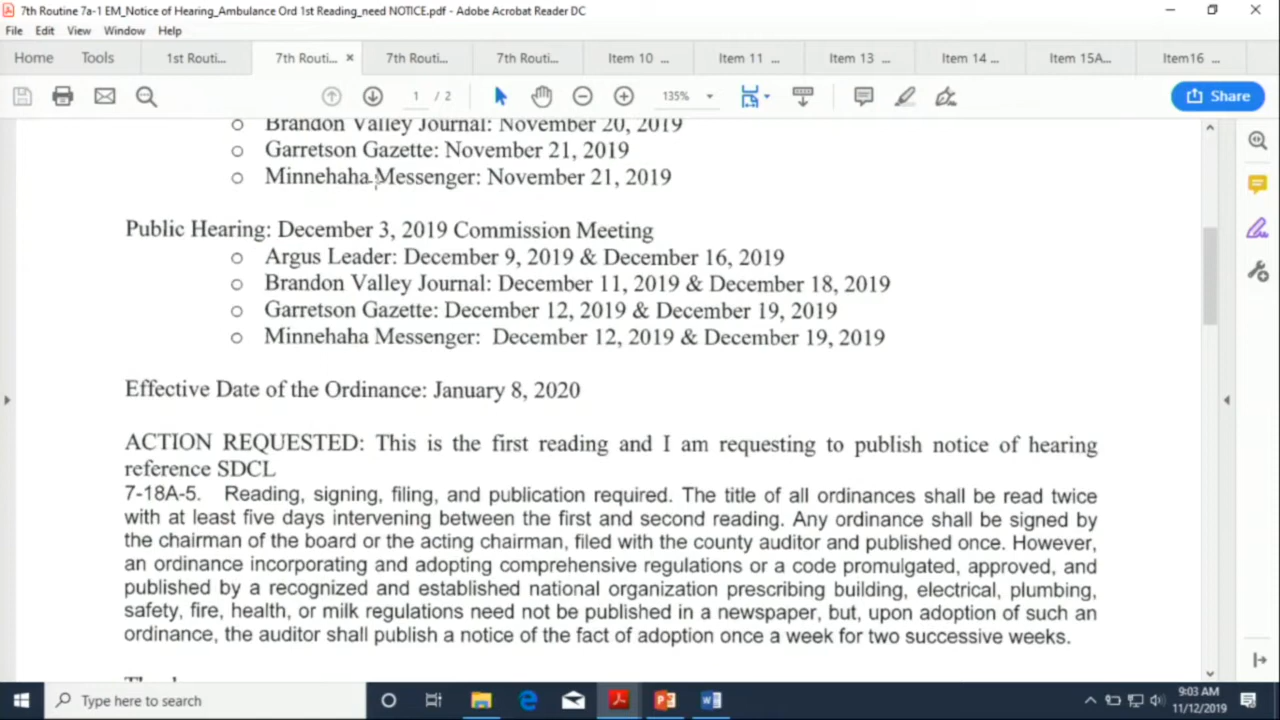 7th Routine 7a-1 EM_Notice of Hearing_Ambulance Ord 1st Reading_need NOTICE.pdf - Adobe Acrobat Reader DC
File Edit View Window Help
Home Tools 1st Routi... 7th Routi... × 7th Routi... 7th Routi... Item 10 ... Item 11 ... Item 13 ... Item 14 ... Item 15A... Item16 ...
1 / 2 135% Share
Brandon Valley Journal: November 20, 2019
Garretson Gazette: November 21, 2019
Minnehaha Messenger: November 21, 2019
Public Hearing: December 3, 2019 Commission Meeting
Argus Leader: December 9, 2019 & December 16, 2019
Brandon Valley Journal: December 11, 2019 & December 18, 2019
Garretson Gazette: December 12, 2019 & December 19, 2019
Minnehaha Messenger: December 12, 2019 & December 19, 2019
Effective Date of the Ordinance: January 8, 2020
ACTION REQUESTED: This is the first reading and I am requesting to publish notice of hearing
reference SDCL
7-18A-5. Reading, signing, filing, and publication required. The title of all ordinances shall be read twice
with at least five days intervening between the first and second reading. Any ordinance shall be signed by
the chairman of the board or the acting chairman, filed with the county auditor and published once. However,
an ordinance incorporating and adopting comprehensive regulations or a code promulgated, approved, and
published by a recognized and established national organization prescribing building, electrical, plumbing,
safety, fire, health, or milk regulations need not be published in a newspaper, but, upon adoption of such an
ordinance, the auditor shall publish a notice of the fact of adoption once a week for two successive weeks.
Type here to search
9:03 AM
11/12/2019